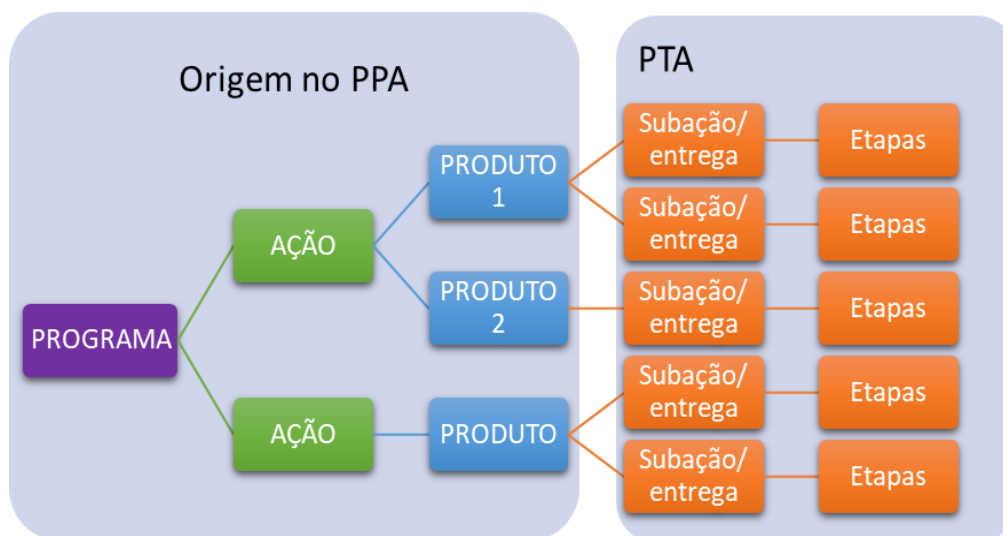 Origem no PPA
PTA
PROGRAMA
AÇÃO
AÇÃO
PRODUTO
1
PRODUTO
2
PRODUTO
Subação/
entrega
Etapas
Subação/
entrega
Etapas
Subação/
entrega
Etapas
Subação/
entrega
Etapas
Subação/
entrega
Etapas